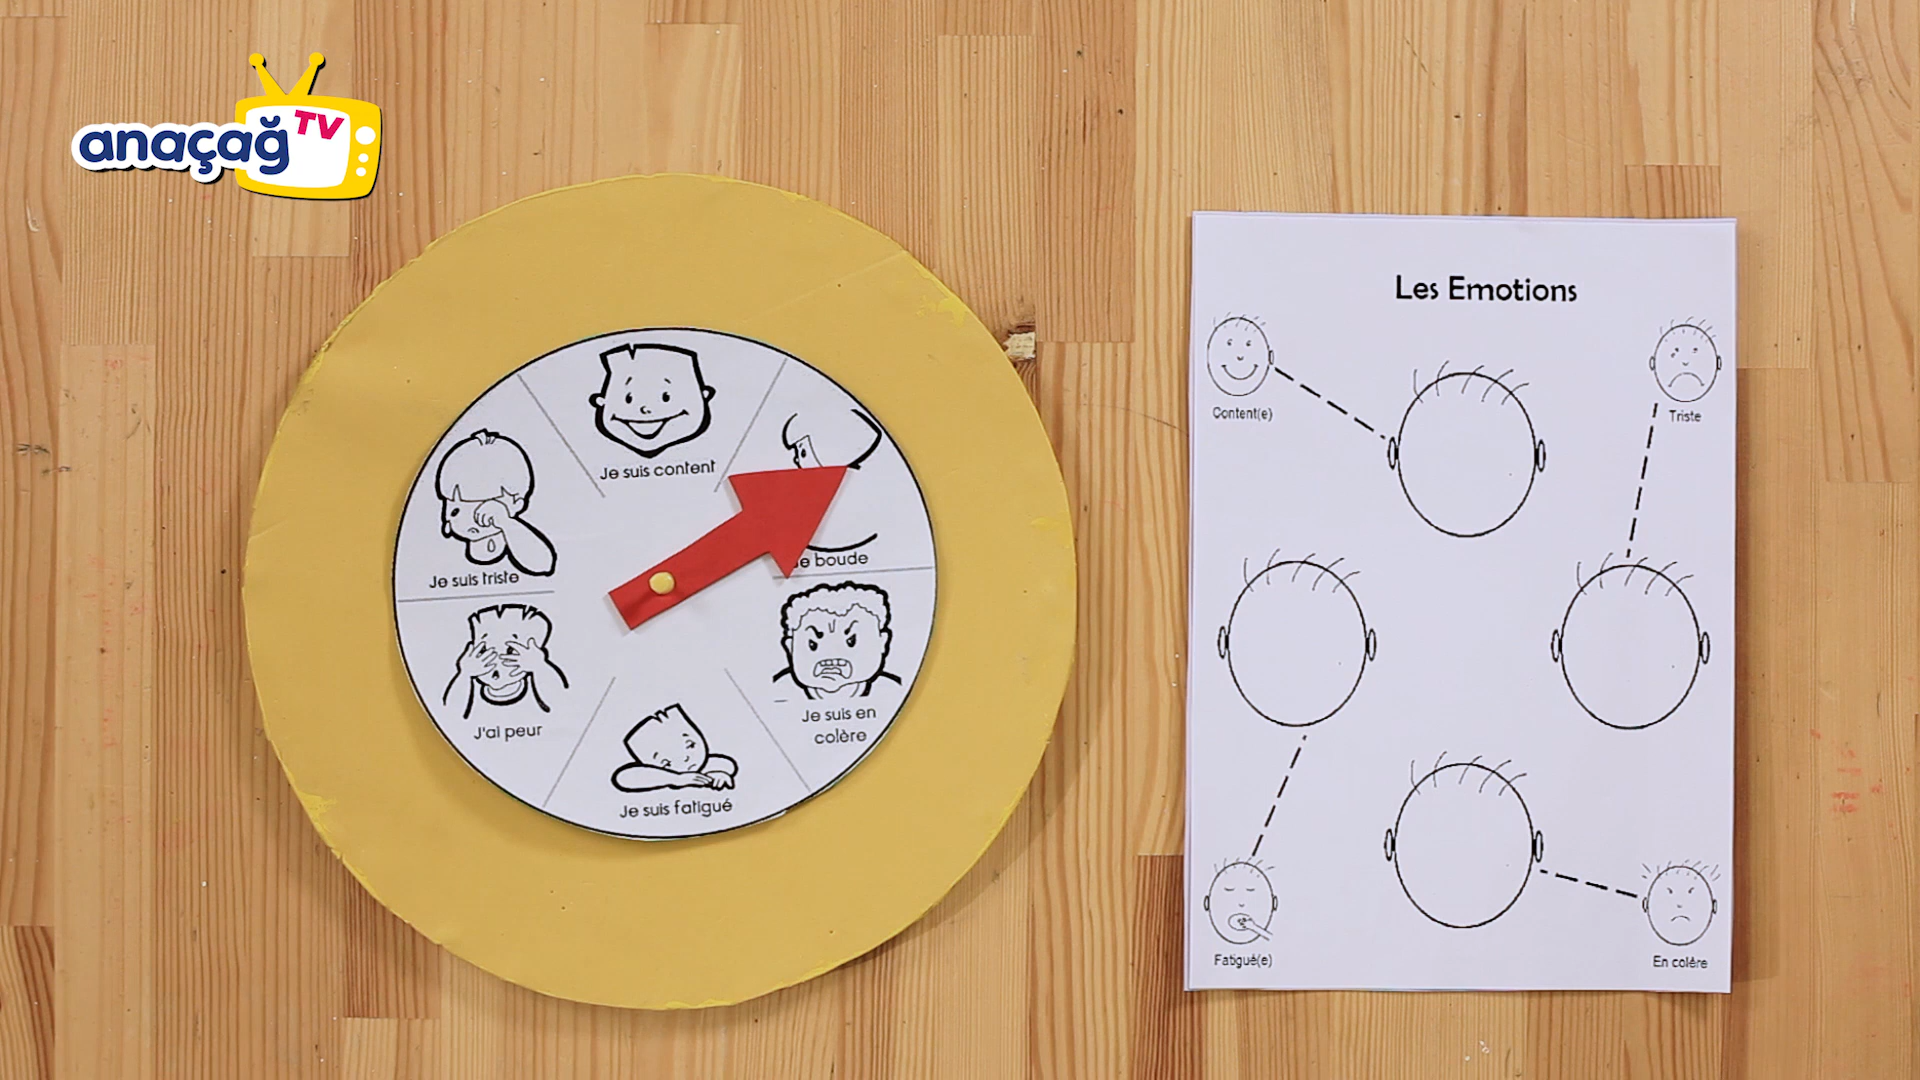 anaçağ TV
Je suis content
Je suis triste
e boude
J'ai peur
Je suis en
colère
Je suis fatigué
Les Emotions
Content(e)
Triste
Fatigué(e)
En colère